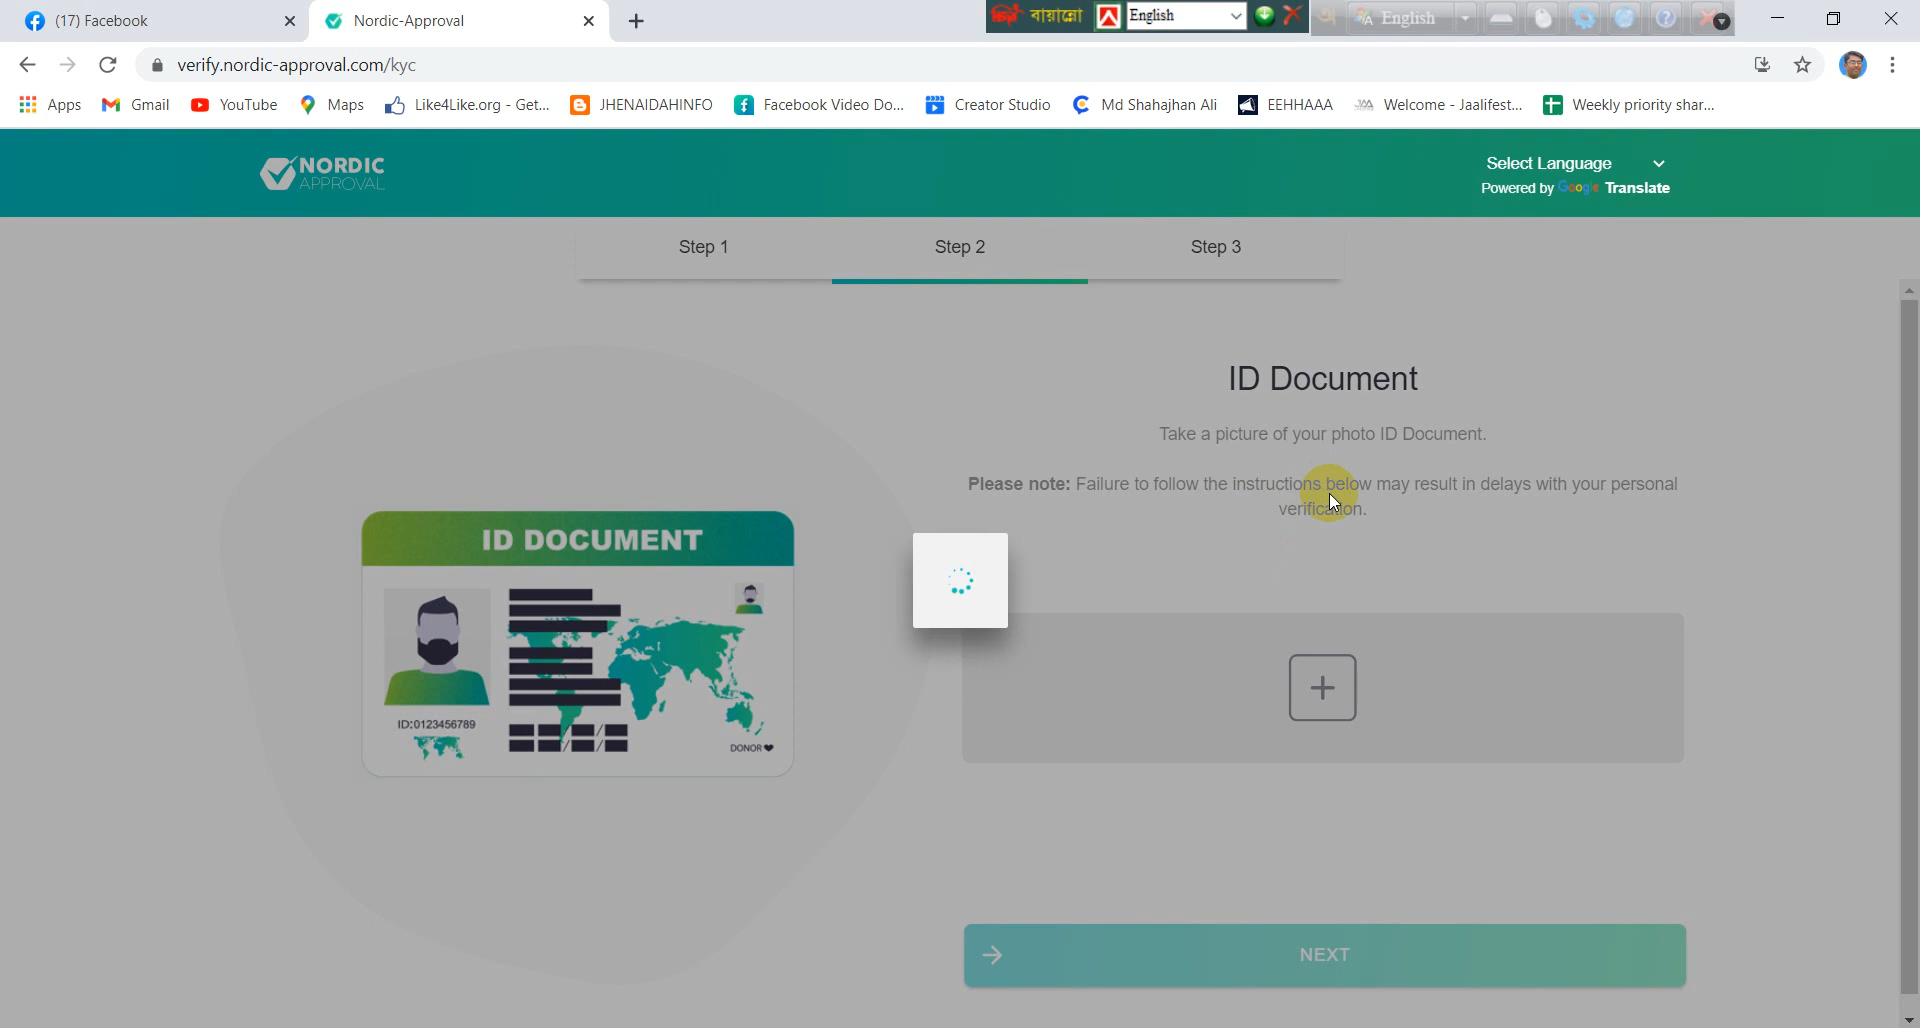 (17) Facebook
Nordic-Approval
বায়ান্নো
English
English
verify.nordic-approval.com/kyc
Apps
Gmail
YouTube
Maps
Like4Like.org - Get...
JHENAIDAHINFO
Facebook Video Do...
Creator Studio
Md Shahajhan Ali
EEHHAAA
Welcome - Jaalifest...
Weekly priority shar...
NORDIC
APPROVAL
Select Language
Powered by Google Translate
Step 1
Step 2
Step 3
ID Document
Take a picture of your photo ID Document.
Please note: Failure to follow the instructions below may result in delays with your personal
verification.
ID DOCUMENT
ID:0123456789
DONOR
NEXT